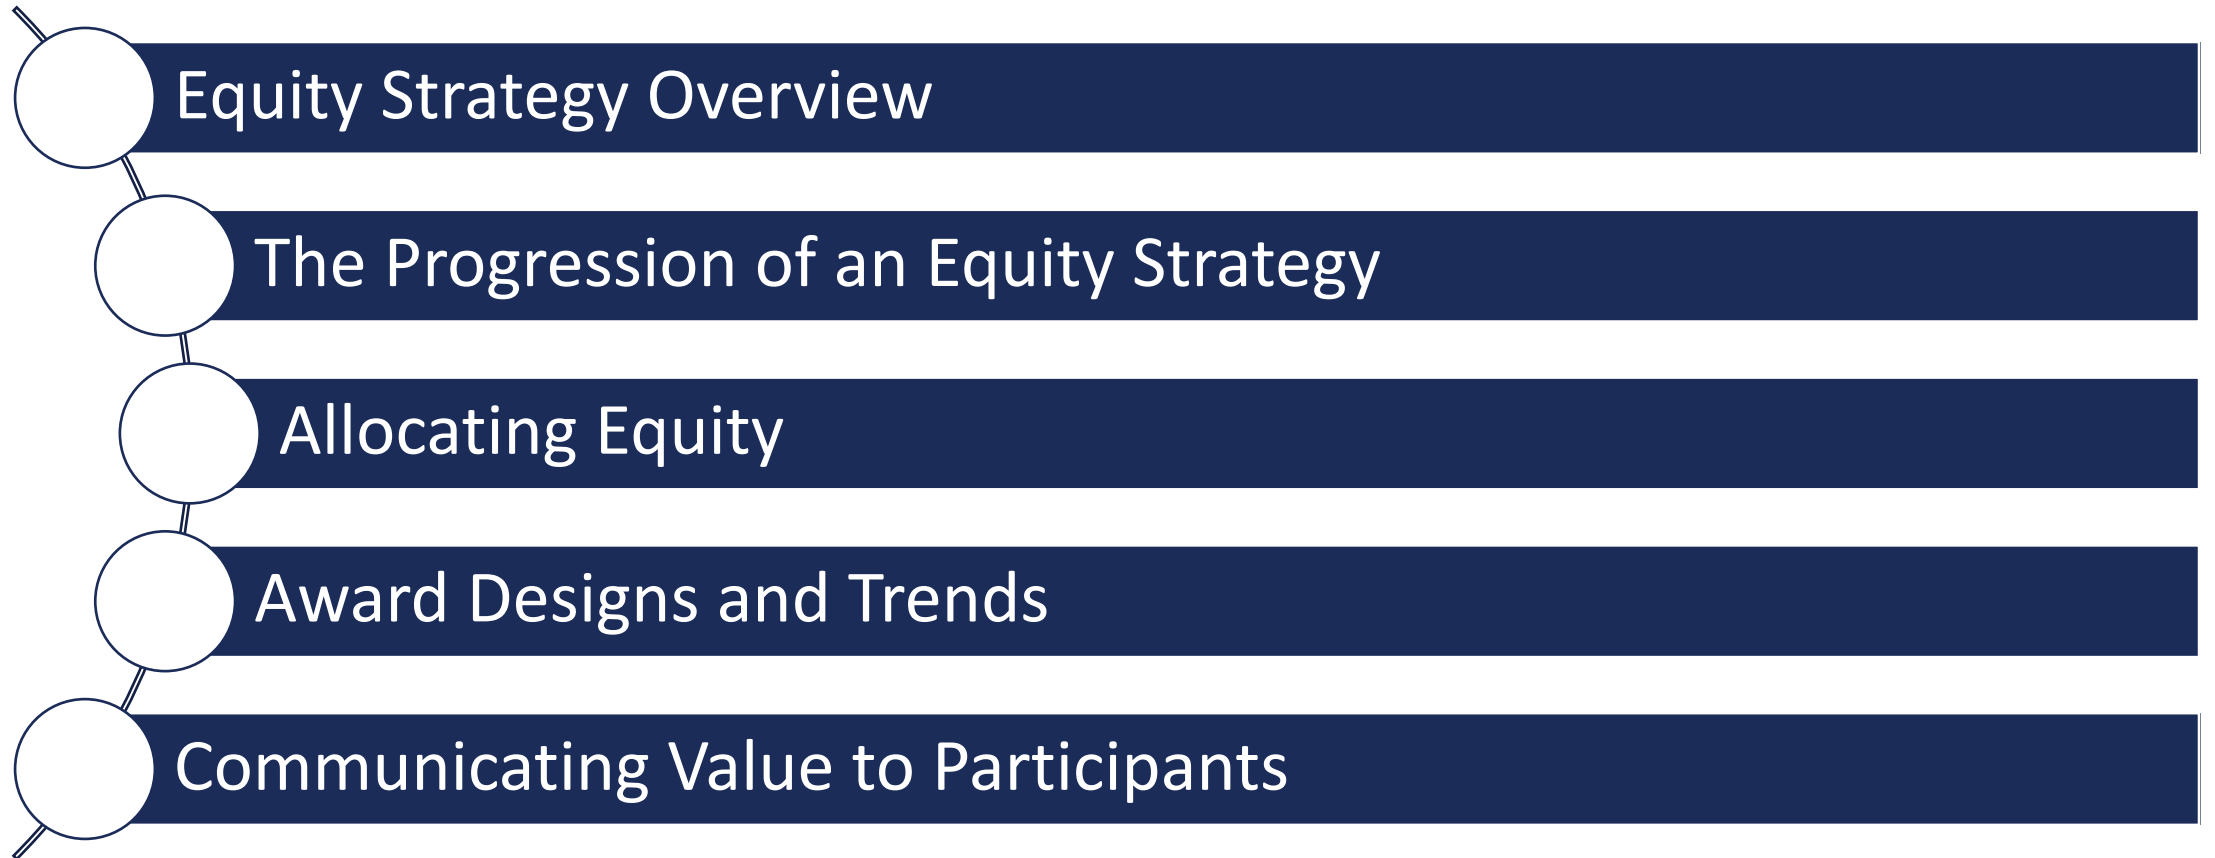 Equity Strategy Overview
The Progression of an Equity Strategy
Allocating Equity
Award Designs and Trends
Communicating Value to Participants